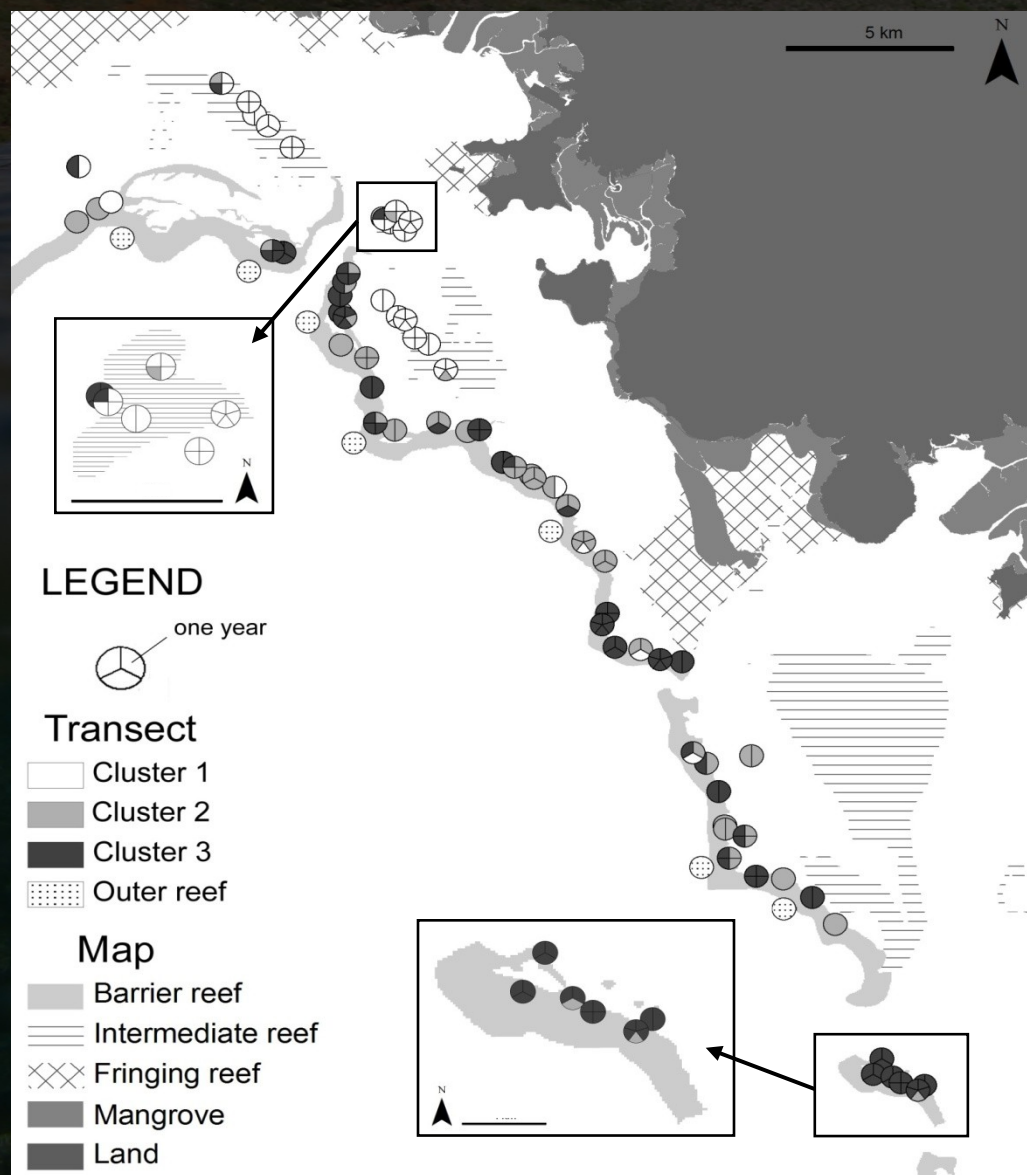 5 km
N
N
LEGEND
one year
Transect
Cluster 1
Cluster 2
Cluster 3
Outer reef
Map
Barrier reef
Intermediate reef
Fringing reef
Mangrove
Land
N